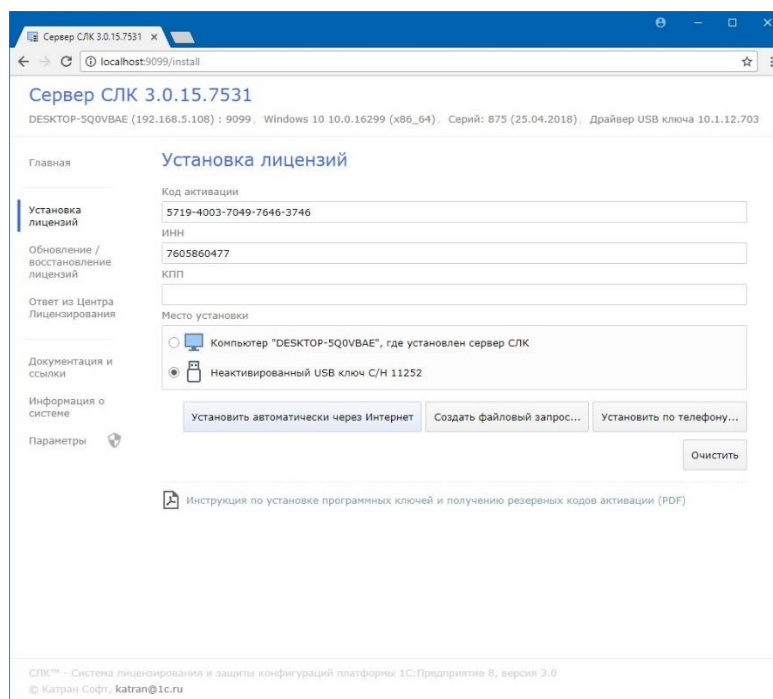 Сервер СЛК 3.0.15.7531
localhost:9099/install
Сервер СЛК 3.0.15.7531
DESKTOP-5Q0VBAE (192.168.5.108) : 9099, Windows 10 10.0.16299 (x86_64), Серий: 875 (25.04.2018), Драйвер USB ключа 10.1.12.703
Главная
Установка
лицензий
Обновление /
восстановление
лицензий
Ответ из Центра
Лицензирования
Документация и
ссылки
Информация о
системе
Параметры
Установка лицензий
Код активации
5719-4003-7049-7646-3746
ИНН
7605860477
КПП
Место установки
Компьютер "DESKTOP-5Q0VBAE", где установлен сервер СЛК
Неактивированный USB ключ С/Н 11252
Установить автоматически через Интернет
Создать файловый запрос...
Установить по телефону...
Очистить
Инструкция по установке программных ключей и получению резервных кодов активации (PDF)
СЛК™ - Система лицензирования и защиты конфигураций платформы 1С:Предприятие 8, версия 3.0
© Катран Софт, katran@1c.ru